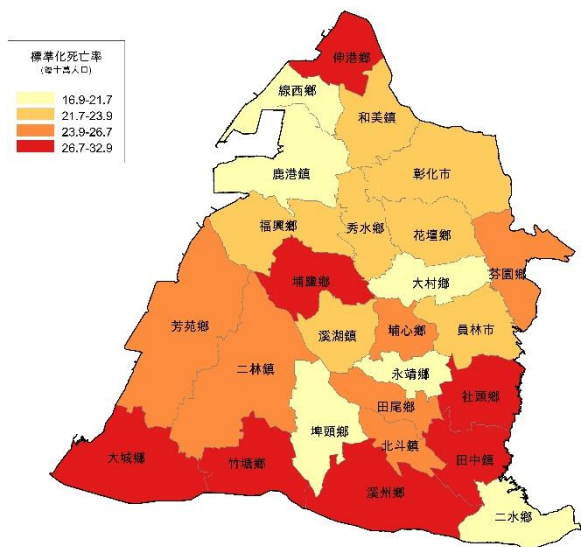 標準化死亡率
(每十萬人口)
16.9-21.7
21.7-23.9
23.9-26.7
26.7-32.9
伸港鄉
線西鄉
和美鎮
鹿港鎮
彰化市
福興鄉
秀水鄉
花壇鄉
芬園鄉
埔鹽鄉
大村鄉
芳苑鄉
溪湖鎮
埔心鄉
員林市
二林鎮
永靖鄉
社頭鄉
田尾鄉
埤頭鄉
北斗鎮
田中鎮
大城鄉
竹塘鄉
溪州鄉
二水鄉